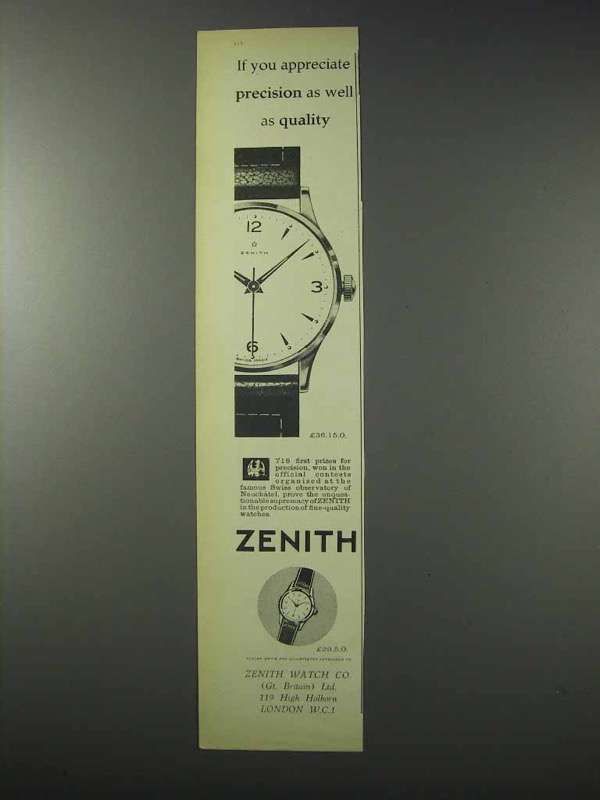 If you appreciate
precision as well
as quality
12
ZENITH
3
6
£36.15.0.
718 first prizes for
precision, won in the
official contests
organised at the
famous Swiss observatory of
Neuchâtel, prove the unques-
tionable supremacy of ZENITH
in the production of fine-quality
watches.
ZENITH
£29.5.0.
ZENITH WATCH CO.
(Gt. Britain) Ltd.
119 High Holborn
LONDON W.C.1